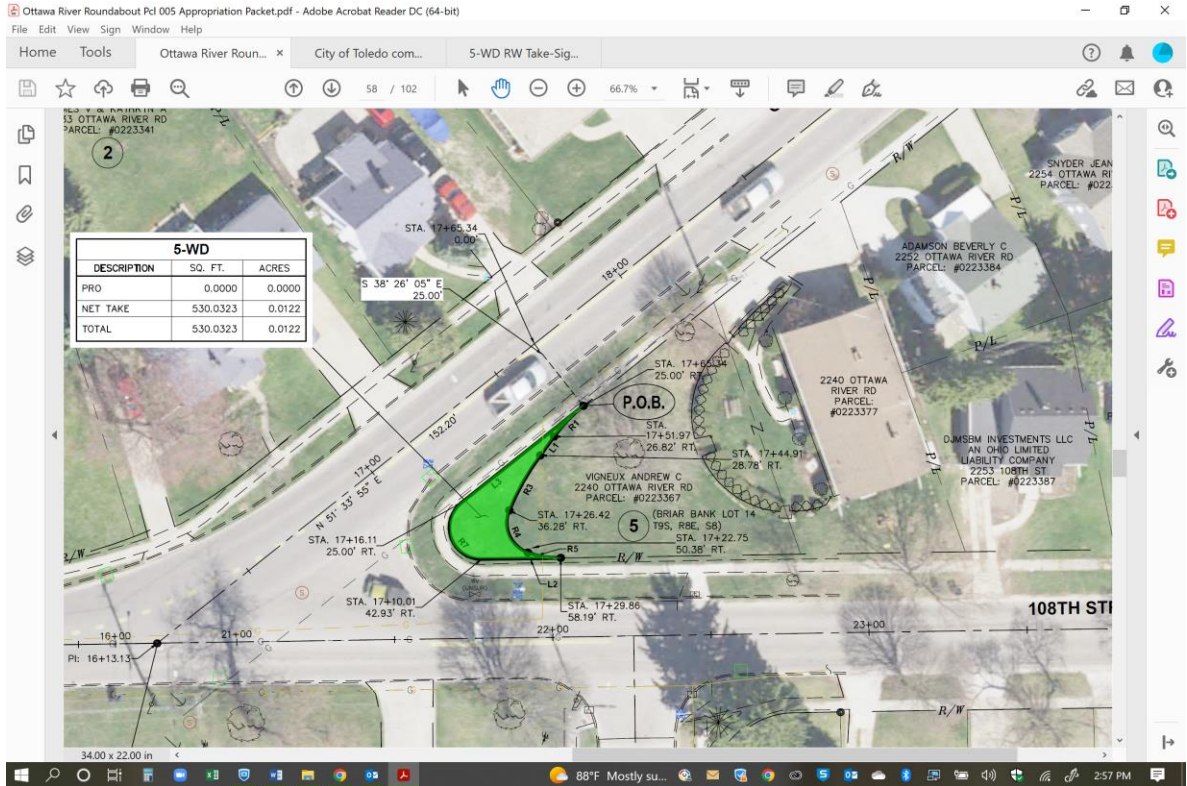 Ottawa River Roundabout Pcl 005 Appropriation Packet.pdf - Adobe Acrobat Reader DC (64-bit)
File Edit View Sign Window Help
Home Tools Ottawa River Roun... × City of Toledo com... 5-WD RW Take-Sig...
58 / 102 66.7%
33 OTTAWA RIVER RD
PARCEL: #0223341
2
P/L
R/W
SNYDER JEAN
2254 OTTAWA RI
PARCEL: #022
P/L
5-WD
DESCRIPTION SQ. FT. ACRES
PRO 0.0000 0.0000
NET TAKE 530.0323 0.0122
TOTAL 530.0323 0.0122
STA. 17+65.34
0.00'
S 38° 26' 05" E
25.00'
18+00
ADAMSON BEVERLY C
2252 OTTAWA RIVER RD
PARCEL: #0223384
P/L
P/L
STA. 17+65.34
25.00' RT.
P.O.B.
2240 OTTAWA
RIVER RD
PARCEL:
#0223377
R1
STA.
17+51.97
26.82' RT.
L1
152.20'
STA. 17+44.91
28.78' RT.
DJMSBM INVESTMENTS LLC
AN OHIO LIMITED
LIABILITY COMPANY
2253 108TH ST
PARCEL: #0223387
P/L
P/L
17+00
N 51° 33' 55" E
L3
R3
VIGNEUX ANDREW C
2240 OTTAWA RIVER RD
PARCEL: #0223367
STA. 17+26.42
36.28' RT.
5
(BRIAR BANK LOT 14
T9S, R8E, S8)
STA. 17+16.11
25.00' RT.
R4
R7
STA. 17+22.75
50.38' RT.
R5
R/W
R/W
L2
STA. 17+10.01
42.93' RT.
STA. 17+29.86
58.19' RT.
108TH STR
16+00
21+00
22+00
23+00
PI: 16+13.13
R/W
34.00 x 22.00 in
88°F Mostly su... 2:57 PM